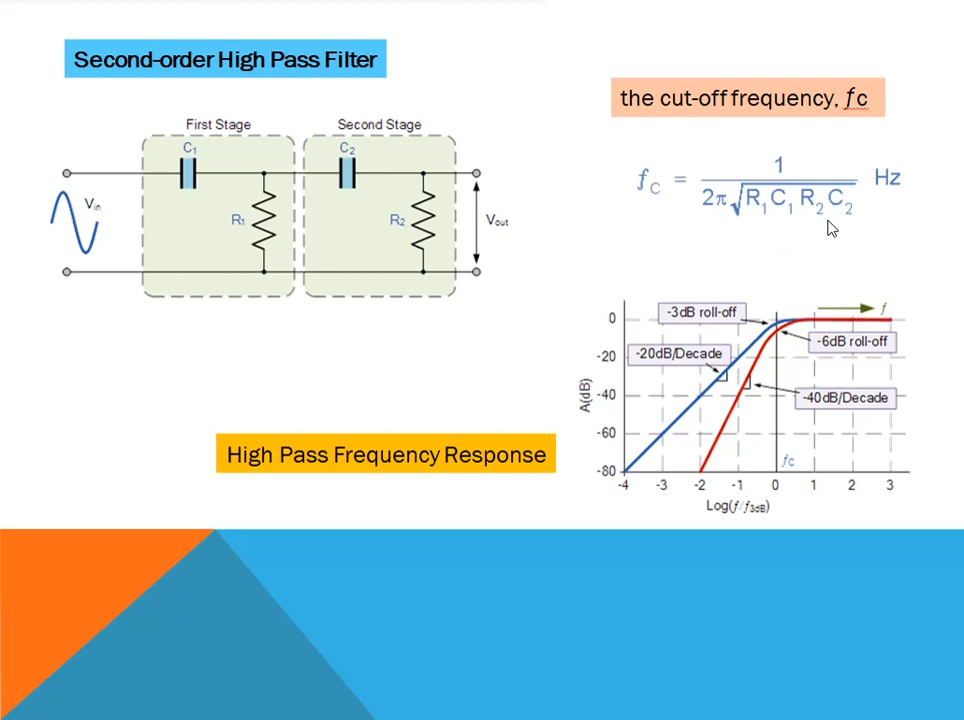 Second-order High Pass Filter
First Stage
Second Stage
C1
C2
Vin
R1
R2
Vout
the cut-off frequency, ƒc
ƒC = 1 / 2π√R1C1R2C2 Hz
-3dB roll-off
ƒ
-6dB roll-off
-20dB/Decade
-40dB/Decade
A(dB)
0
-20
-40
-60
-80
ƒc
-4 -3 -2 -1 0 1 2 3
Log(ƒ/ƒ3dB)
High Pass Frequency Response